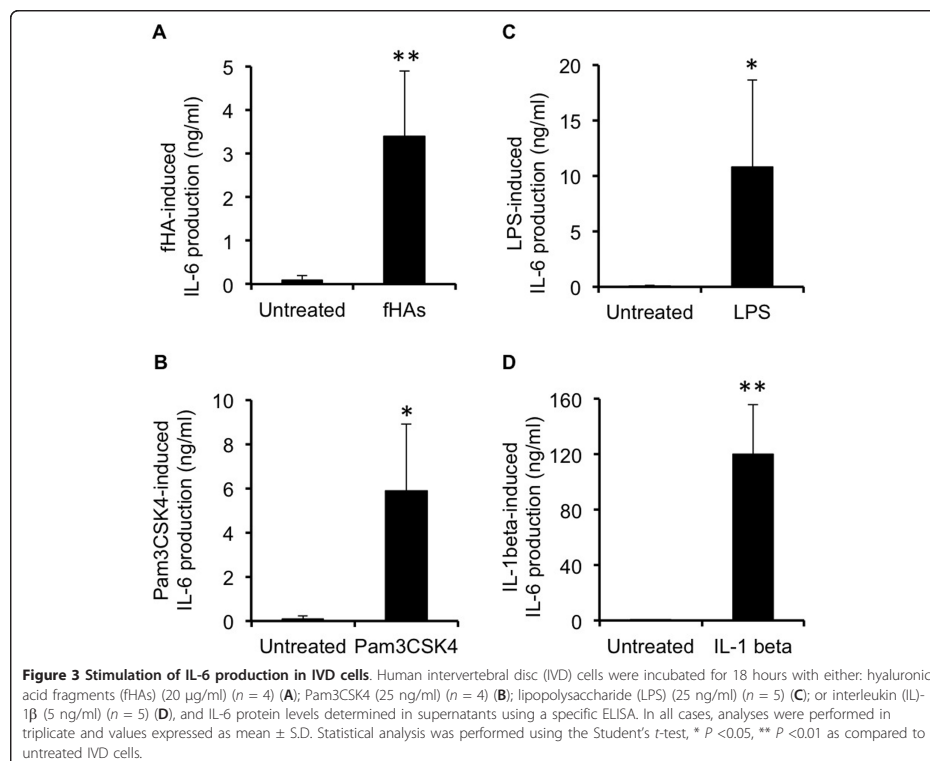 A
**
fHA-induced
IL-6 production (ng/ml)
5
4
3
2
1
0
Untreated fHAs
C
*
LPS-induced
IL-6 production (ng/ml)
20
15
10
5
0
Untreated LPS
B
*
Pam3CSK4-induced
IL-6 production (ng/ml)
10
8
6
4
2
0
Untreated Pam3CSK4
D
**
IL-1beta-induced
IL-6 production (ng/ml)
160
120
80
40
0
Untreated IL-1 beta
Figure 3 Stimulation of IL-6 production in IVD cells. Human intervertebral disc (IVD) cells were incubated for 18 hours with either: hyaluronic
acid fragments (fHAs) (20 μg/ml) (n = 4) (A); Pam3CSK4 (25 ng/ml) (n = 4) (B); lipopolysaccharide (LPS) (25 ng/ml) (n = 5) (C); or interleukin (IL)-
1β (5 ng/ml) (n = 5) (D), and IL-6 protein levels determined in supernatants using a specific ELISA. In all cases, analyses were performed in
triplicate and values expressed as mean ± S.D. Statistical analysis was performed using the Student's t-test, * P <0.05, ** P <0.01 as compared to
untreated IVD cells.